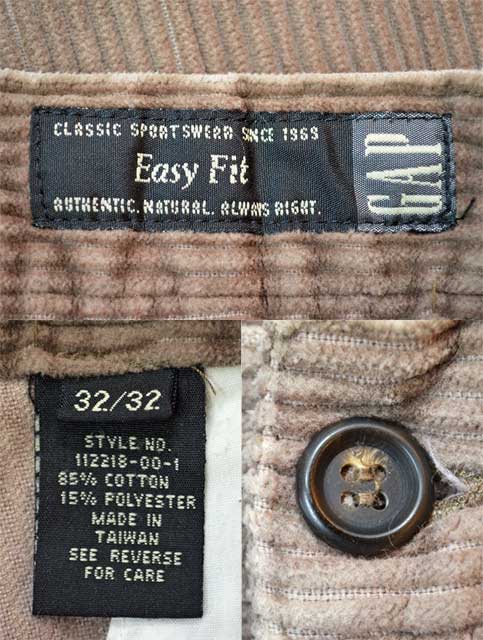 CLASSIC SPORTSWEAR SINCE 1969
Easy Fit
AUTHENTIC. NATURAL. ALWAYS RIGHT.
GAP
32/32
STYLE NO.
112218-00-1
85% COTTON
15% POLYESTER
MADE IN
TAIWAN
SEE REVERSE
FOR CARE